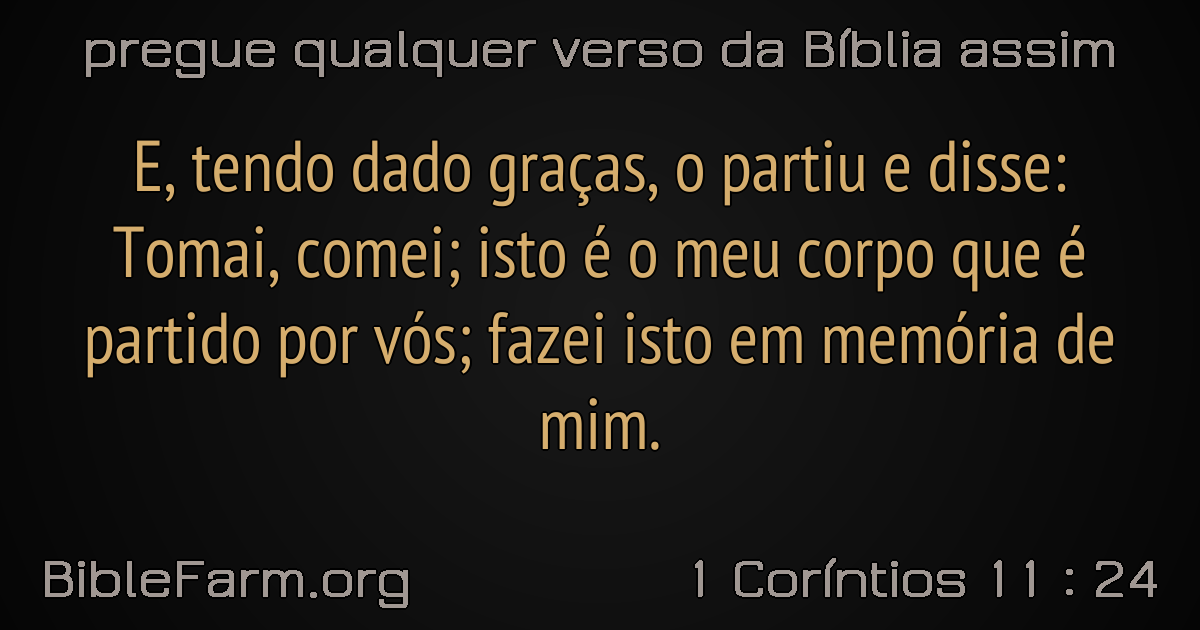 pregue qualquer verso da Bíblia assim
E, tendo dado graças, o partiu e disse:
Tomai, comei; isto é o meu corpo que é
partido por vós; fazei isto em memória de
mim.
BibleFarm.org
1 Coríntios 11 : 24